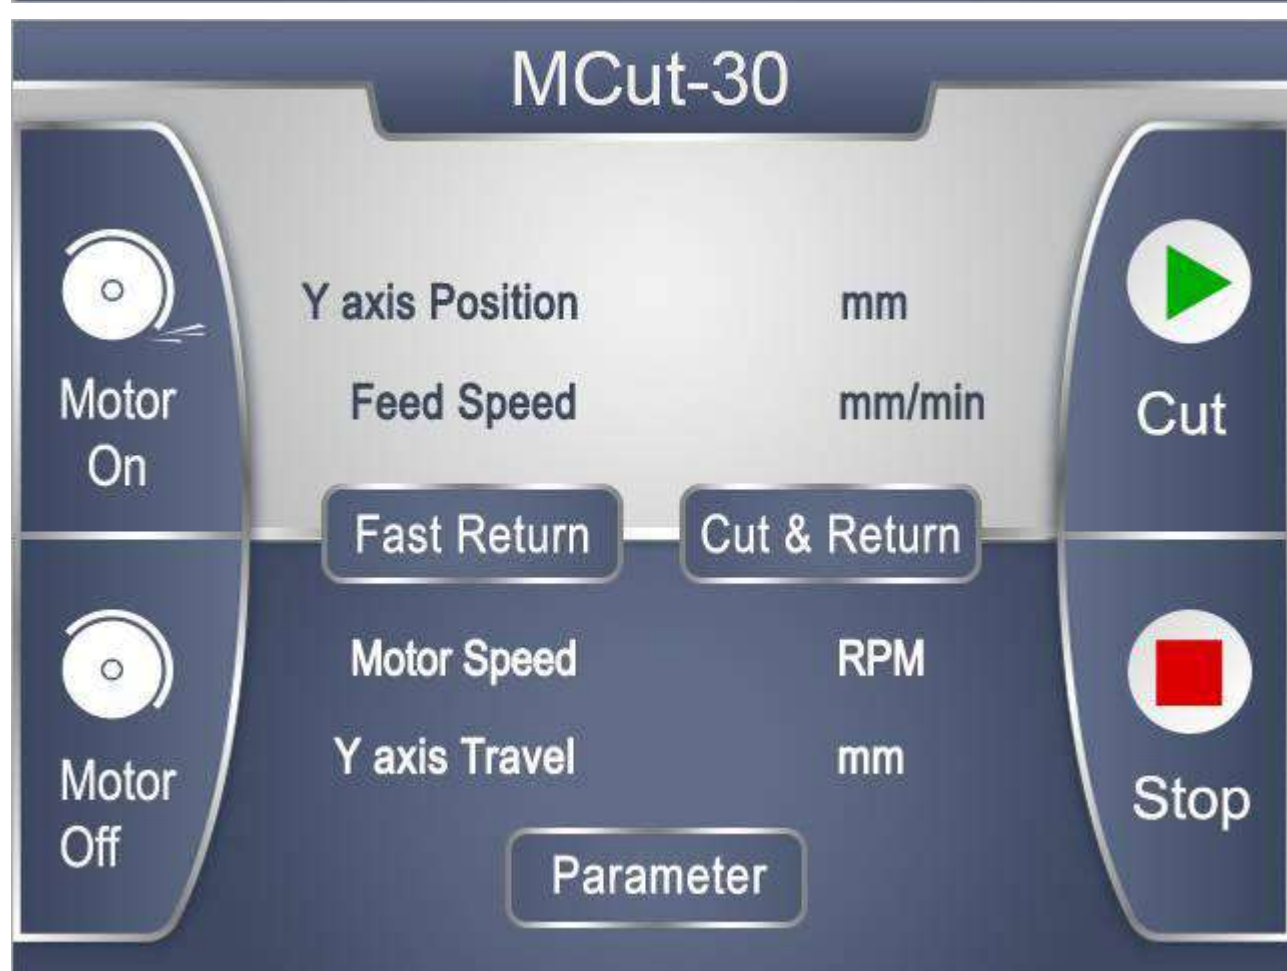 MCut-30
Y axis Position mm
Feed Speed mm/min
Motor
On
Cut
Fast Return
Cut & Return
Motor Speed RPM
Y axis Travel mm
Motor
Off
Stop
Parameter